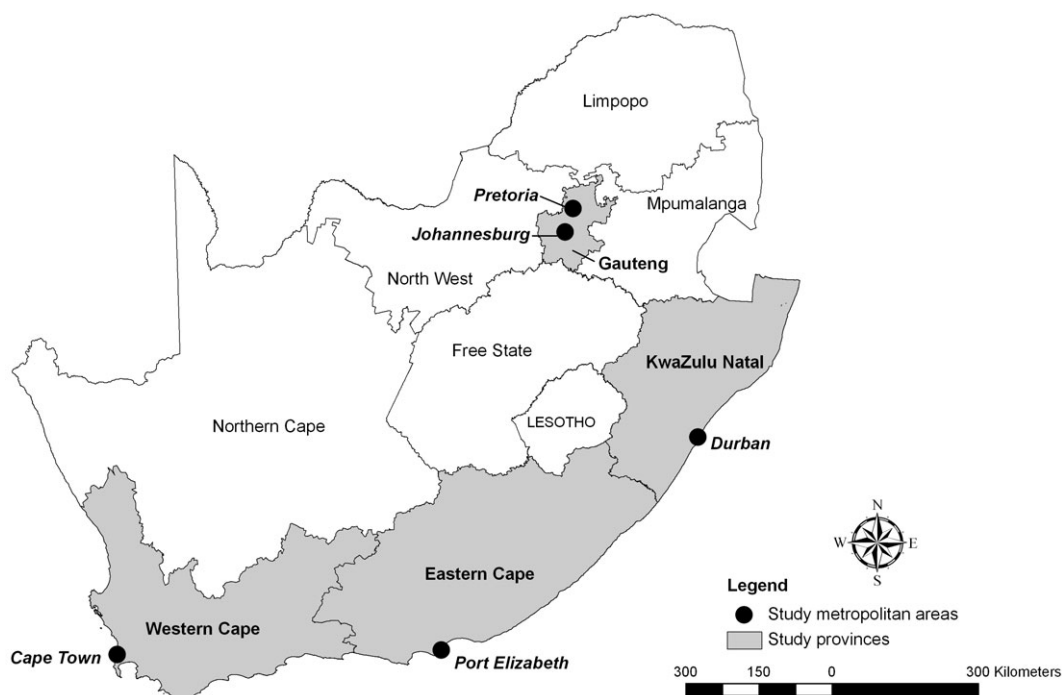 Limpopo
Pretoria
Mpumalanga
Johannesburg
Gauteng
North West
Free State
KwaZulu Natal
LESOTHO
Northern Cape
Durban
N
W E
S
Eastern Cape
Legend
Study metropolitan areas
Western Cape
Study provinces
Cape Town
Port Elizabeth
300 150 0 300 Kilometers